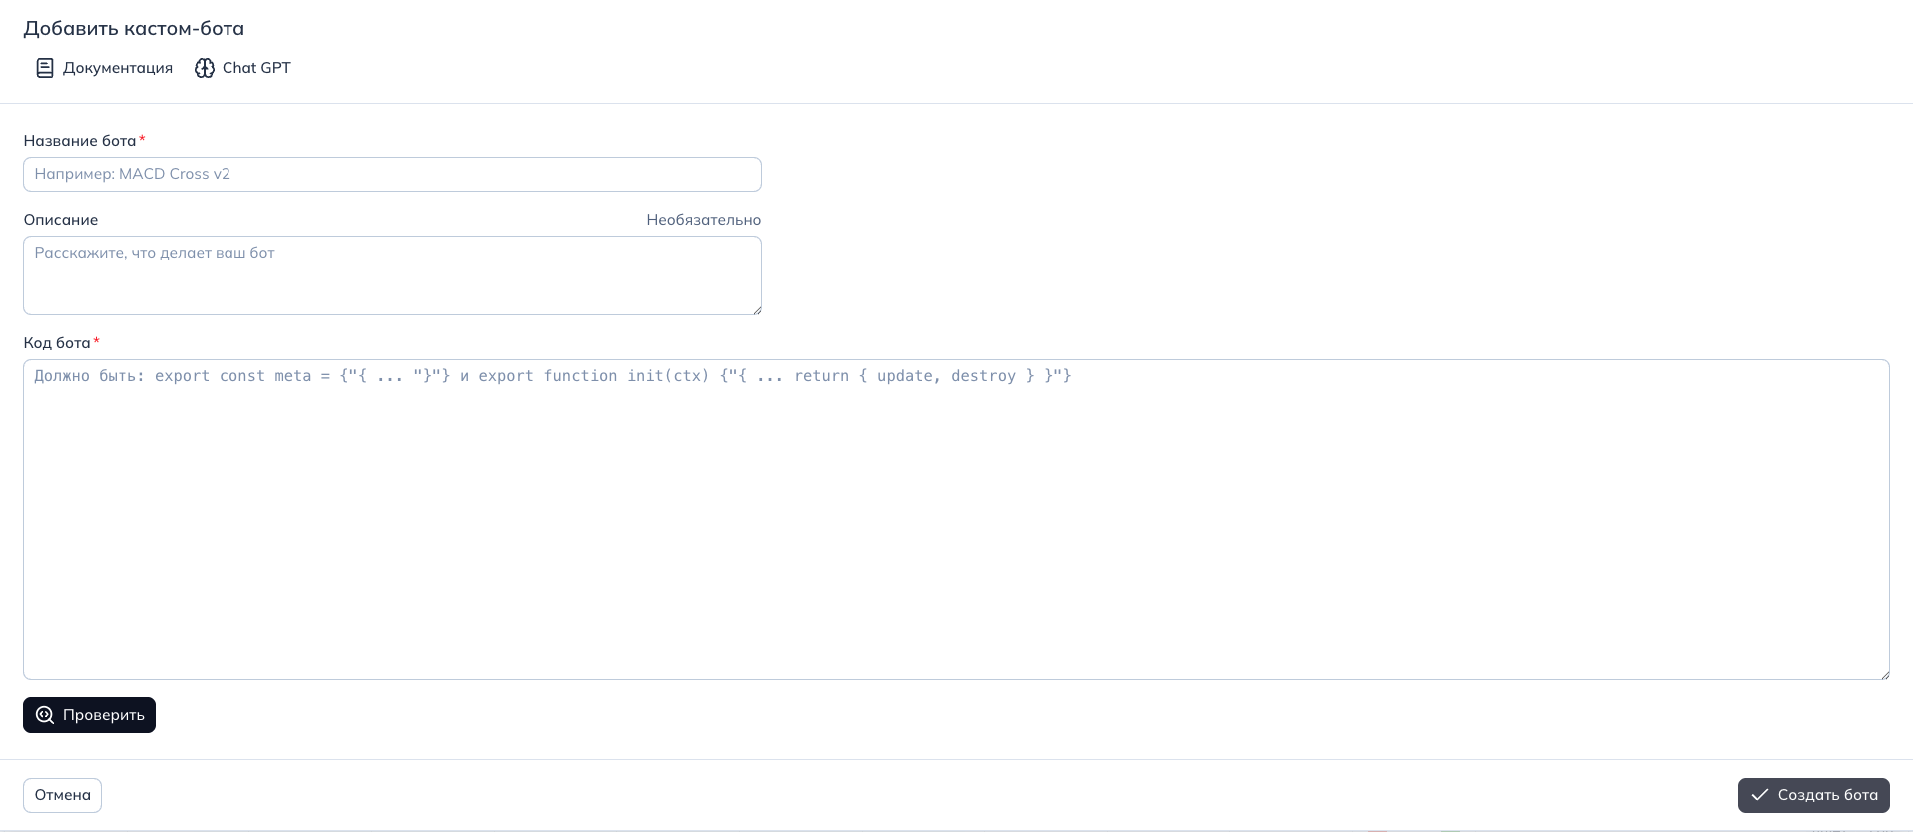 Добавить кастом-бота
Документация Chat GPT
Название бота*
Например: MACD Cross v2
Описание Необязательно
Расскажите, что делает ваш бот
Код бота*
Должно быть: export const meta = {"{ ... "}"} и export function init(ctx) {"{ ... return { update, destroy } }"}
Проверить
Отмена Создать бота